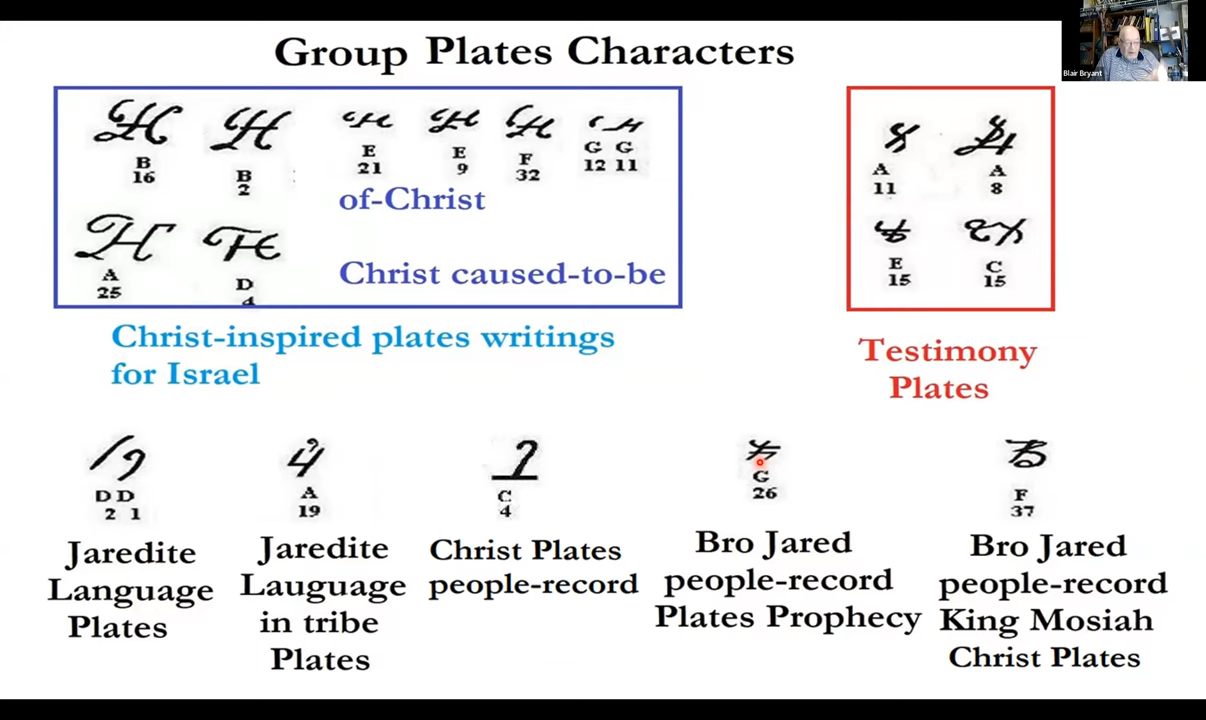 Group Plates Characters
Blair Bryant
B
16
B
2
E
21
E
9
F
32
G G
12 11
of-Christ
A
25
D
4
Christ caused-to-be
Christ-inspired plates writings
for Israel
A
11
A
8
E
15
C
15
Testimony
Plates
D D
2 1
Jaredite
Language
Plates
A
19
Jaredite
Lauguage
in tribe
Plates
C
4
Christ Plates
people-record
G
26
Bro Jared
people-record
Plates Prophecy
F
37
Bro Jared
people-record
King Mosiah
Christ Plates